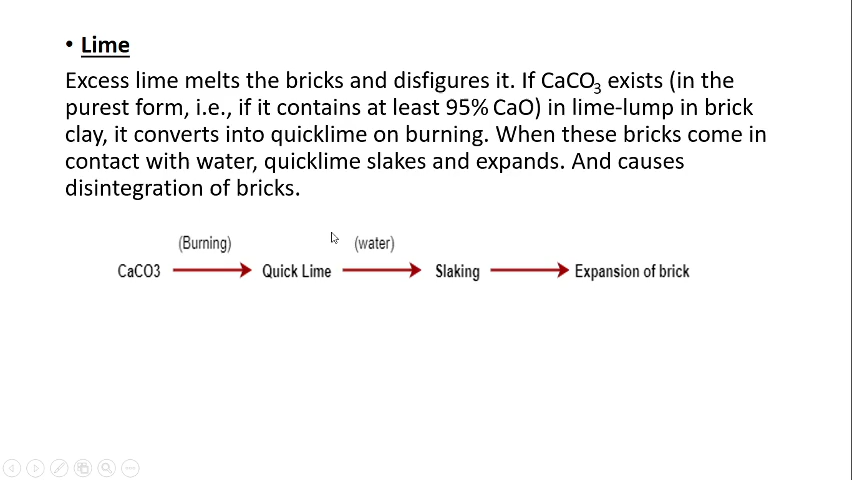 • Lime
Excess lime melts the bricks and disfigures it. If CaCO₃ exists (in the
purest form, i.e., if it contains at least 95% CaO) in lime-lump in brick
clay, it converts into quicklime on burning. When these bricks come in
contact with water, quicklime slakes and expands. And causes
disintegration of bricks.
(Burning) (water)
CaCO3 Quick Lime Slaking Expansion of brick